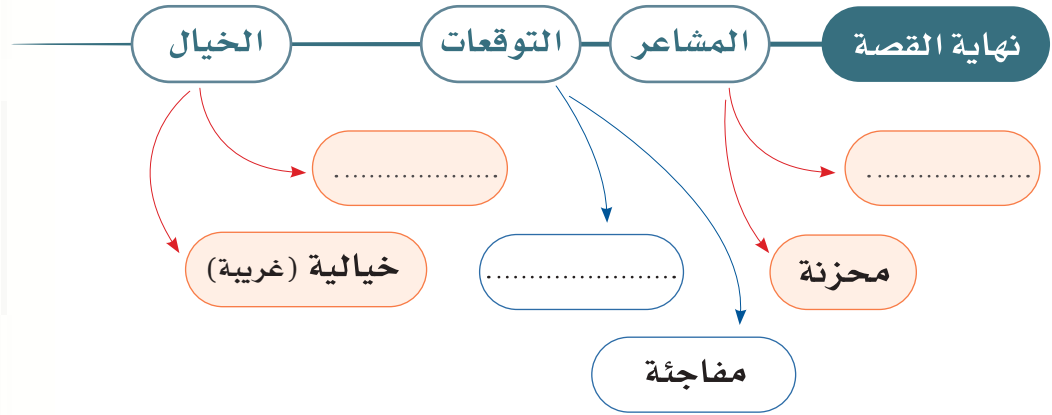 نهاية القصة
المشاعر
التوقعات
الخيال
...................
...................
محزنة
......................
خيالية (غريبة)
مفاجئة